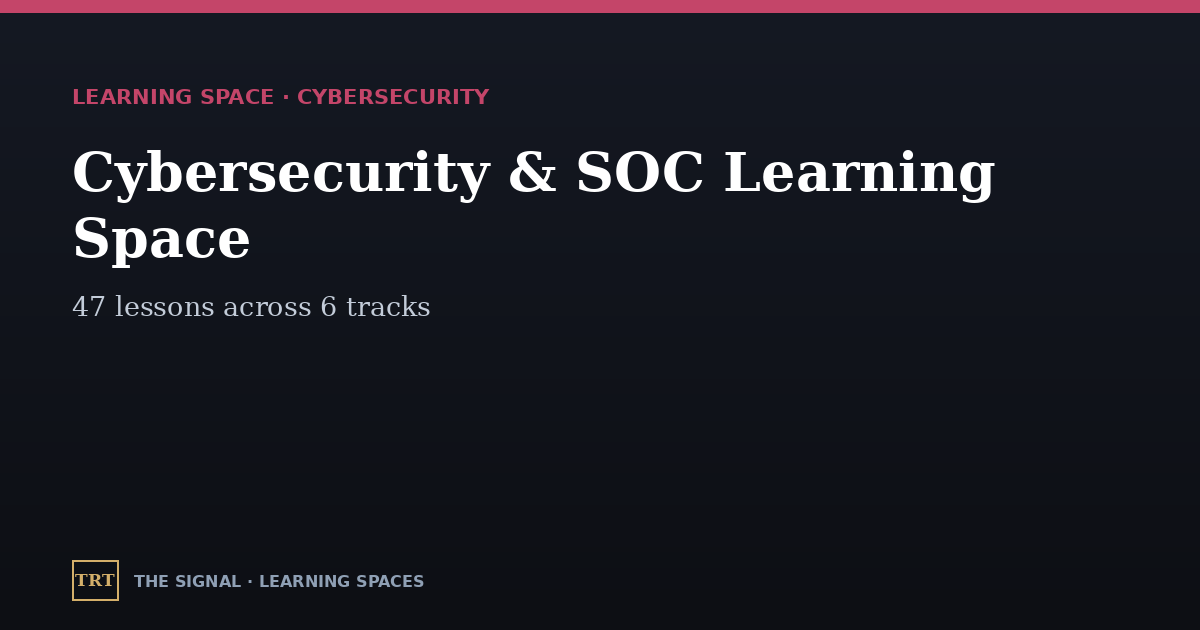 LEARNING SPACE · CYBERSECURITY
Cybersecurity & SOC Learning
Space
47 lessons across 6 tracks
TRT
THE SIGNAL · LEARNING SPACES